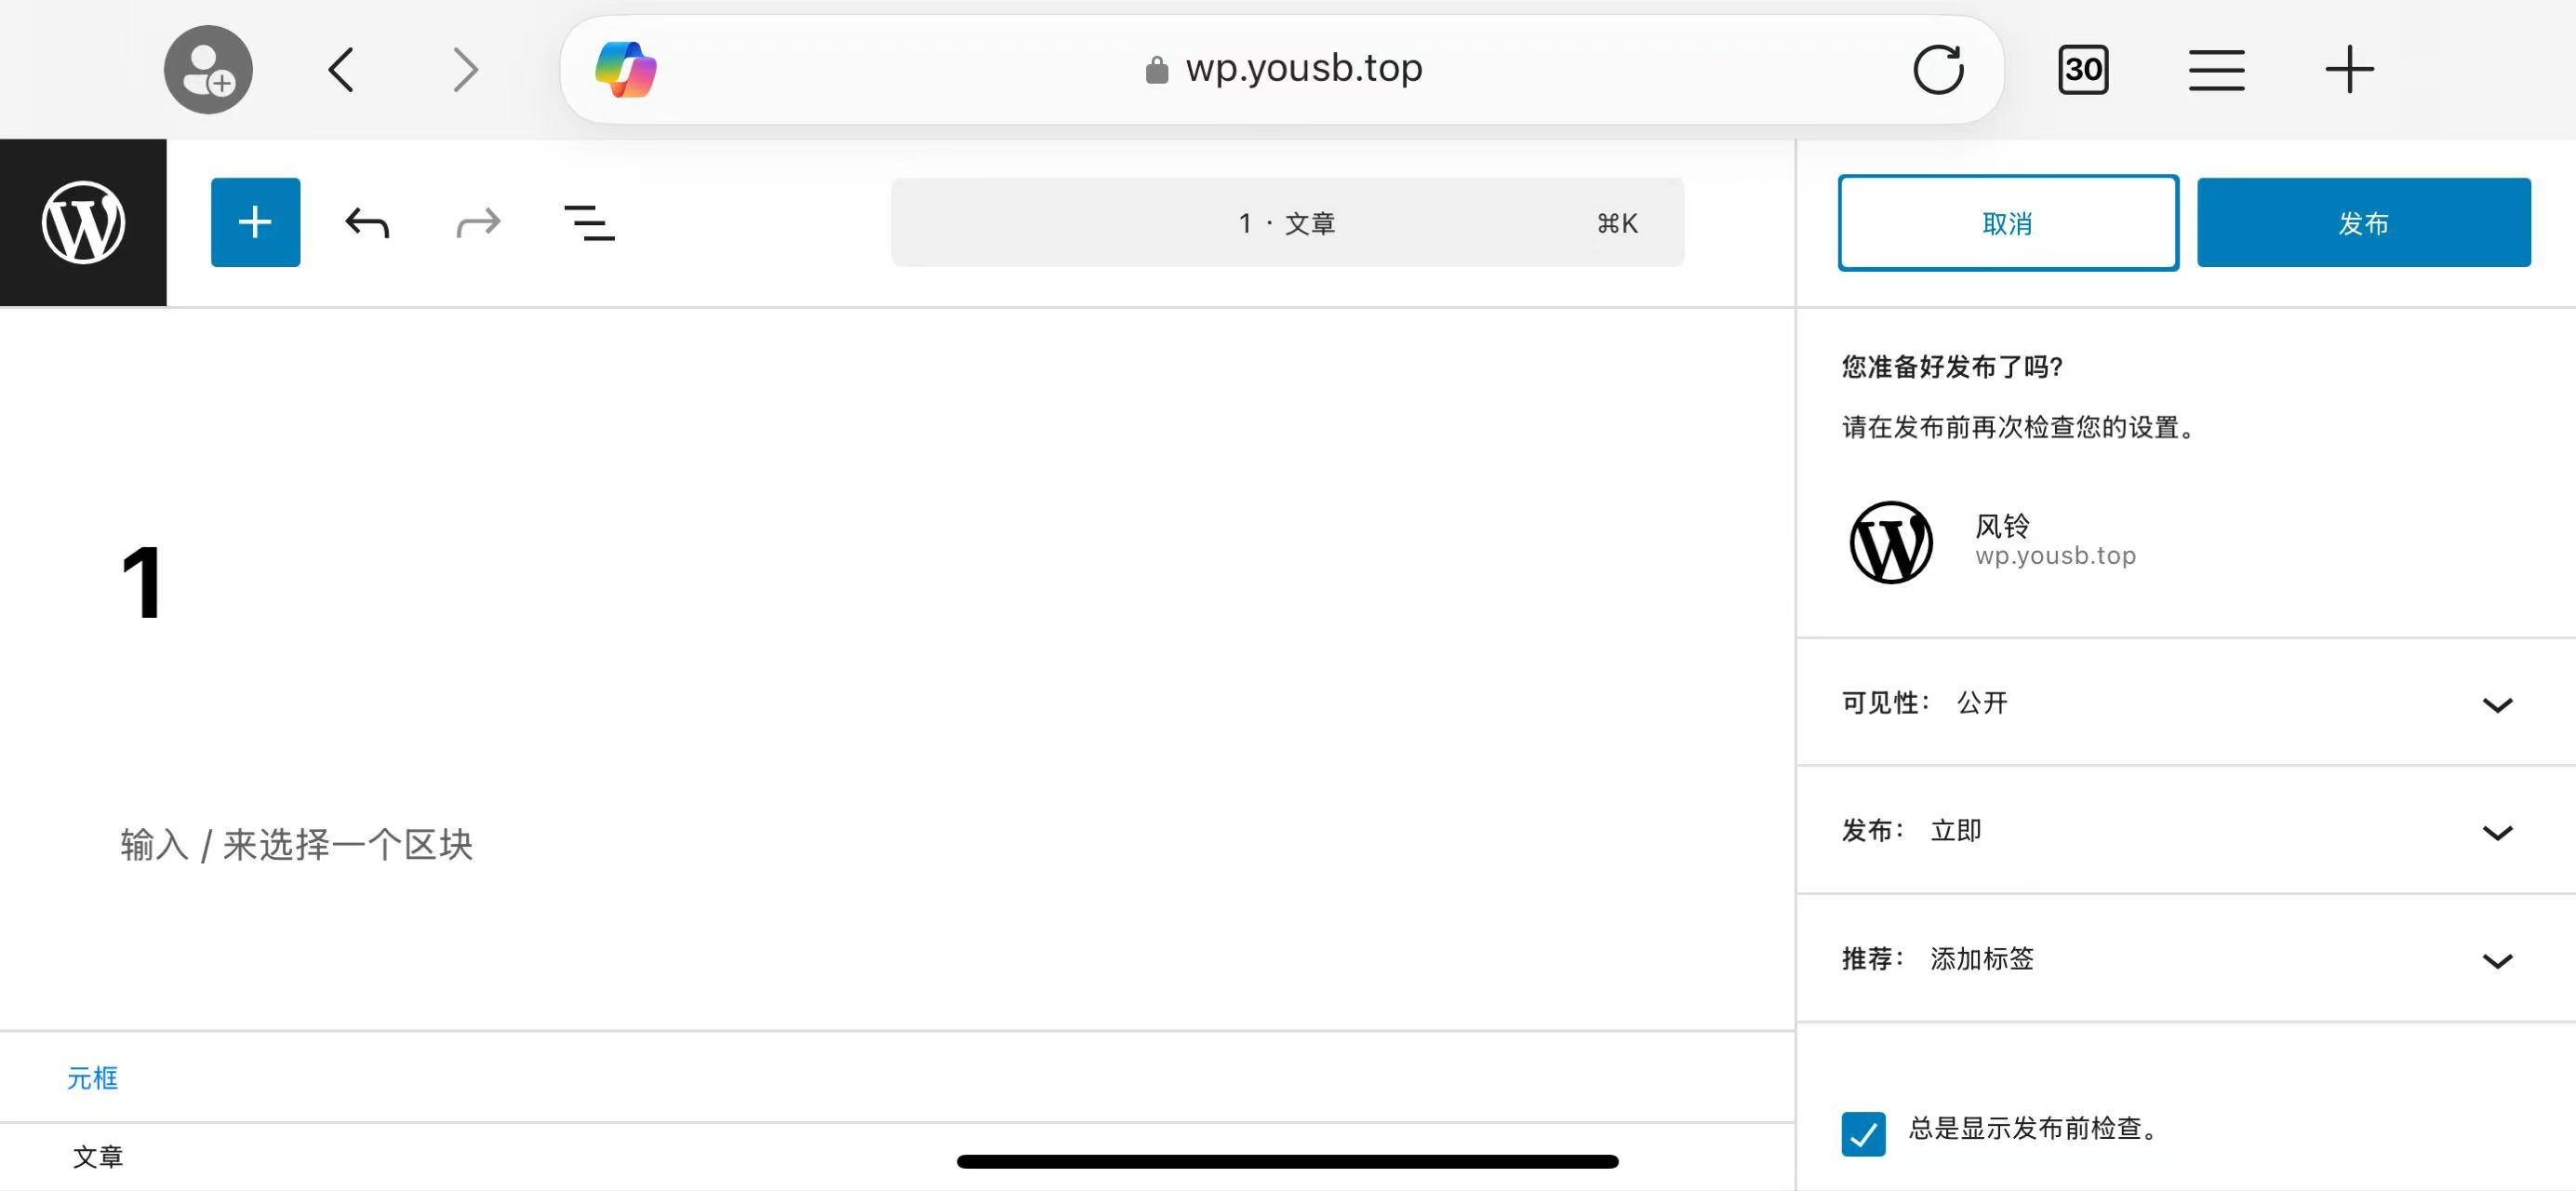 wp.yousb.top
30
1 · 文章 ⌘K
取消
发布
您准备好发布了吗?
请在发布前再次检查您的设置。
风铃
wp.yousb.top
1
可见性： 公开
发布： 立即
输入 / 来选择一个区块
推荐： 添加标签
元框
总是显示发布前检查。
文章